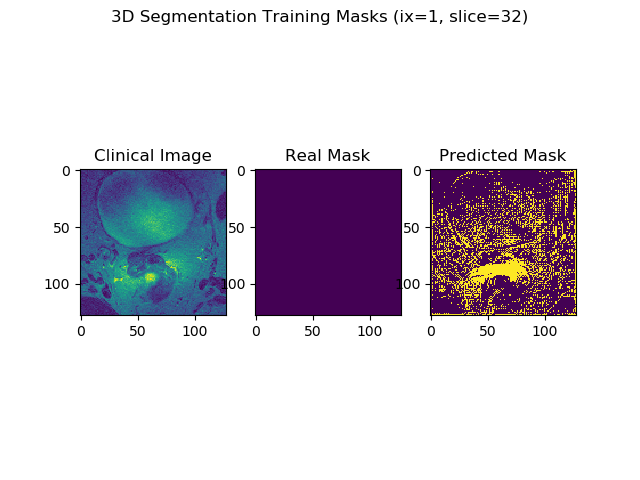 3D Segmentation Training Masks (ix=1, slice=32)
Clinical Image Real Mask Predicted Mask
0 0 0
50 50 50
100 100 100
0 50 100 0 50 100 0 50 100